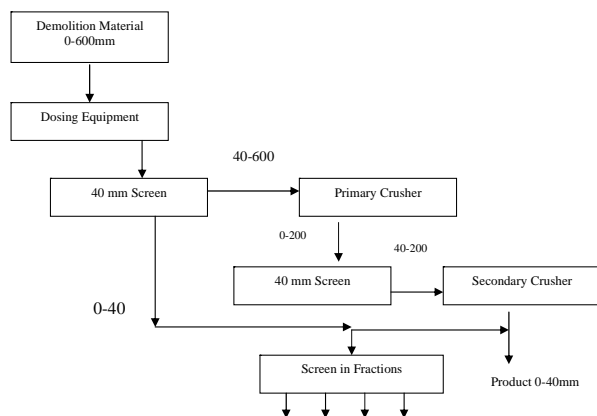 Demolition Material
0-600mm
Dosing Equipment
40-600
40 mm Screen
Primary Crusher
0-200
40-200
40 mm Screen
Secondary Crusher
0-40
Screen in Fractions
Product 0-40mm